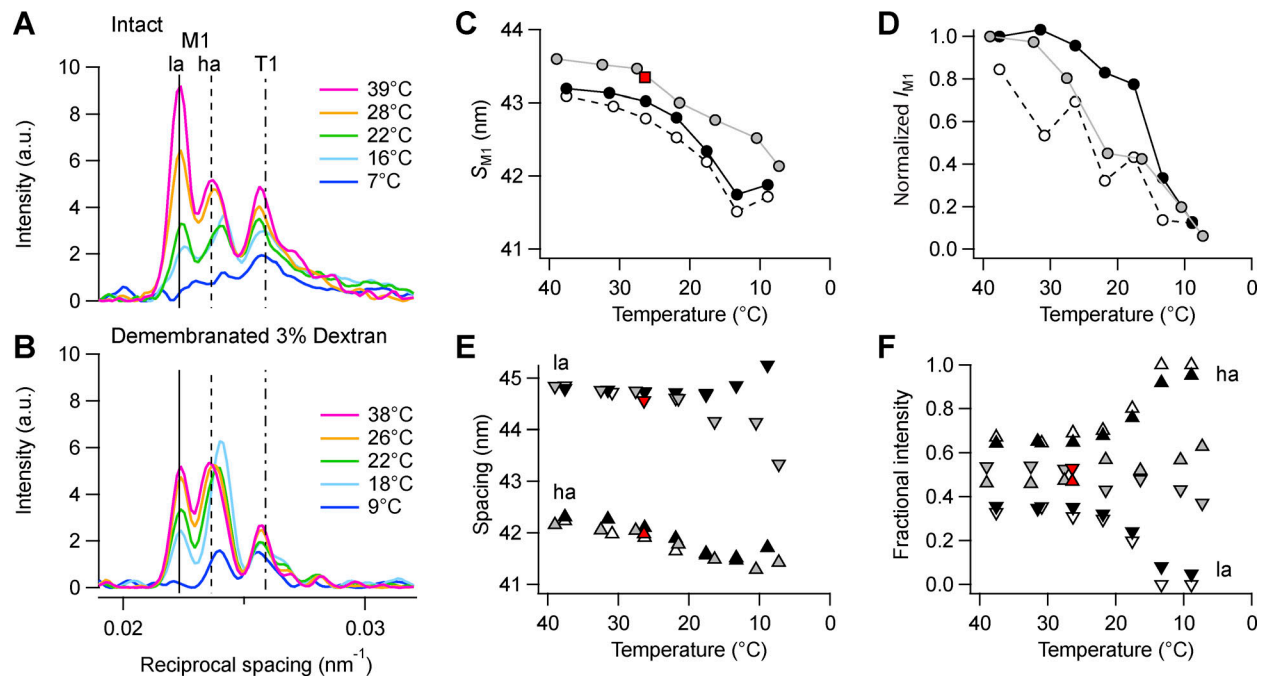 A
Intact
M1
la
ha
T1
10
8
6
4
2
0
Intensity (a.u.)
39°C
28°C
22°C
16°C
7°C
B
Demembranated 3% Dextran
10
8
6
4
2
0
Intensity (a.u.)
38°C
26°C
22°C
18°C
9°C
0.02
0.03
Reciprocal spacing (nm-1)
C
44
43
42
41
SM1 (nm)
40
30
20
10
0
Temperature (°C)
D
1.0
0.8
0.6
0.4
0.2
0.0
Normalized IM1
40
30
20
10
0
Temperature (°C)
E
la
ha
45
44
43
42
41
Spacing (nm)
40
30
20
10
0
Temperature (°C)
F
1.0
0.8
0.6
0.4
0.2
0.0
Fractional intensity
ha
la
40
30
20
10
0
Temperature (°C)